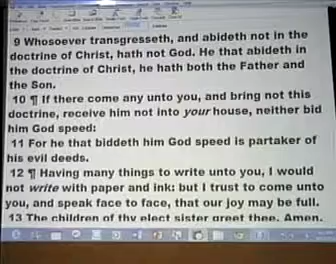 9 Whosoever transgresseth, and abideth not in the
doctrine of Christ, hath not God. He that abideth in
the doctrine of Christ, he hath both the Father and
the Son.
10 ¶ If there come any unto you, and bring not this
doctrine, receive him not into your house, neither bid
him God speed:
11 For he that biddeth him God speed is partaker of
his evil deeds.
12 ¶ Having many things to write unto you, I would
not write with paper and ink: but I trust to come unto
you, and speak face to face, that our joy may be full.
13 The children of thy elect sister greet thee. Amen.